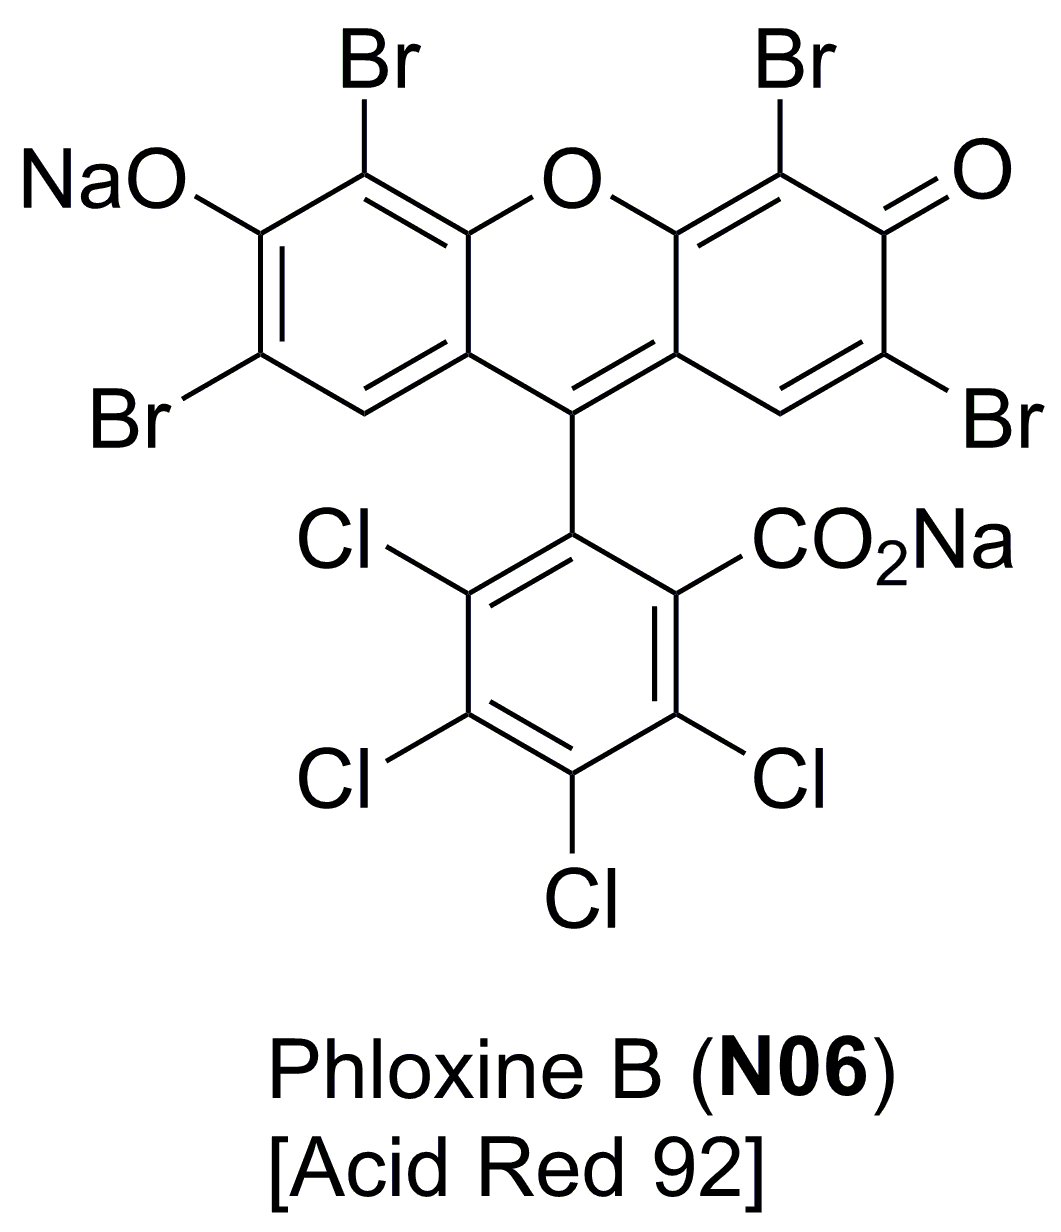 Br Br
NaO O O
Br Br
Cl CO₂Na
Cl Cl
Cl
Phloxine B (N06)
[Acid Red 92]